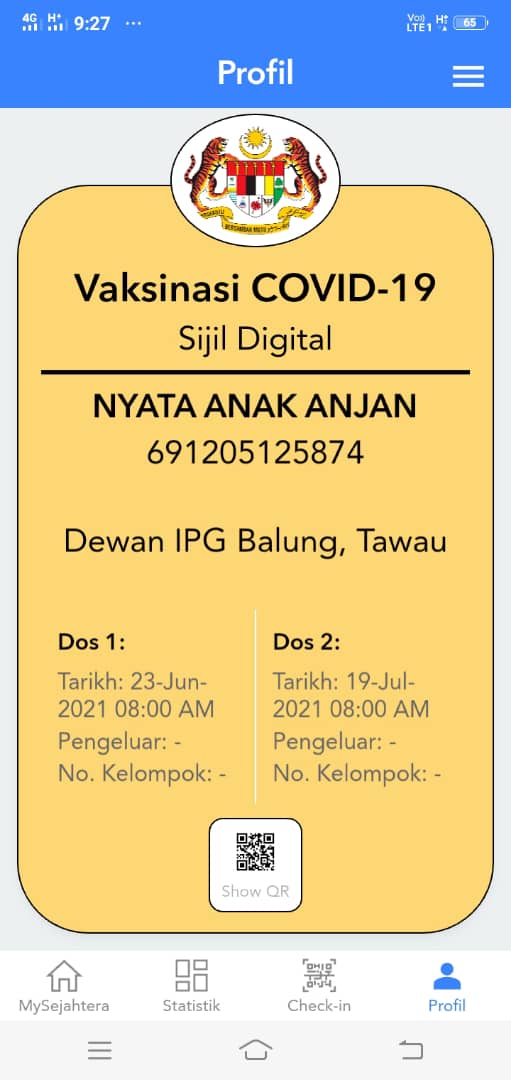 4G H+ 9:27 ...
Vo)) LTE1 H+ 65
Profil
BERSEKUTU BERTAMBAH MUTU
Vaksinasi COVID-19
Sijil Digital
NYATA ANAK ANJAN
691205125874
Dewan IPG Balung, Tawau
Dos 1:
Tarikh: 23-Jun-
2021 08:00 AM
Pengeluar: -
No. Kelompok: -
Dos 2:
Tarikh: 19-Jul-
2021 08:00 AM
Pengeluar: -
No. Kelompok: -
Show QR
MySejahtera
Statistik
Check-in
Profil